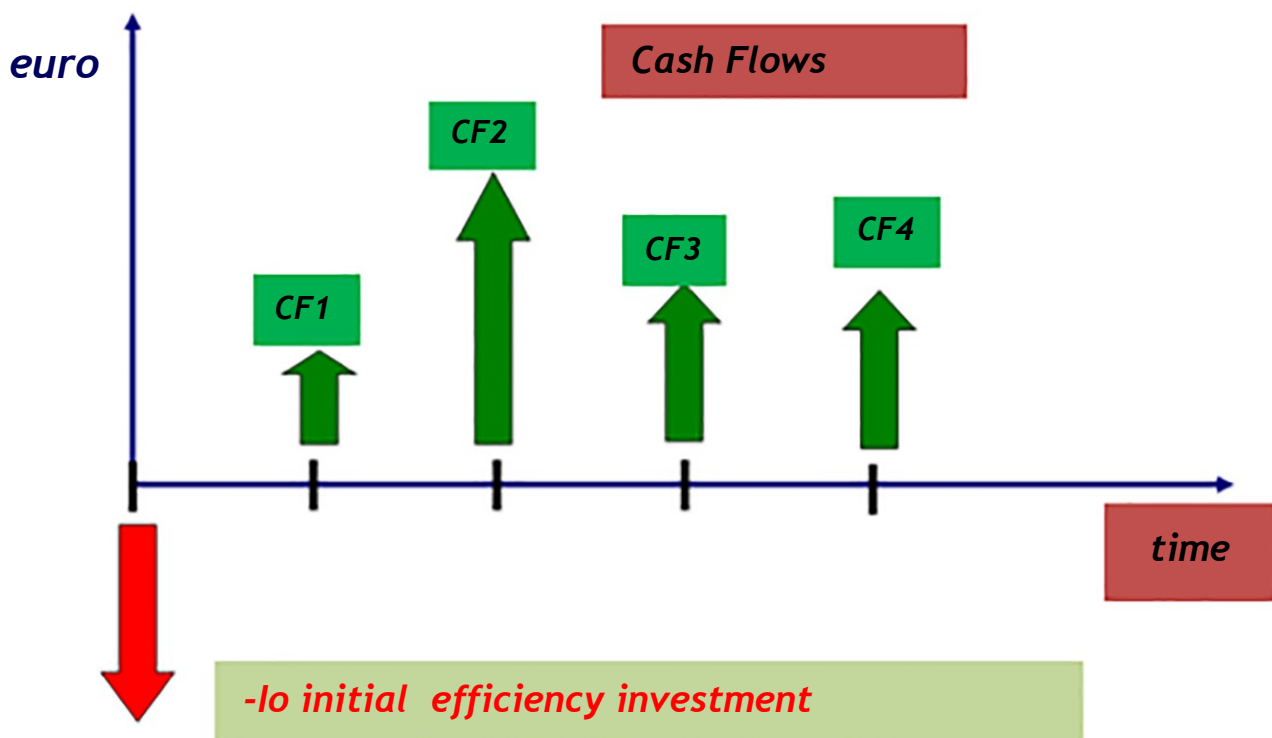 euro
Cash Flows
CF2
CF4
CF3
CF1
time
-Io initial efficiency investment